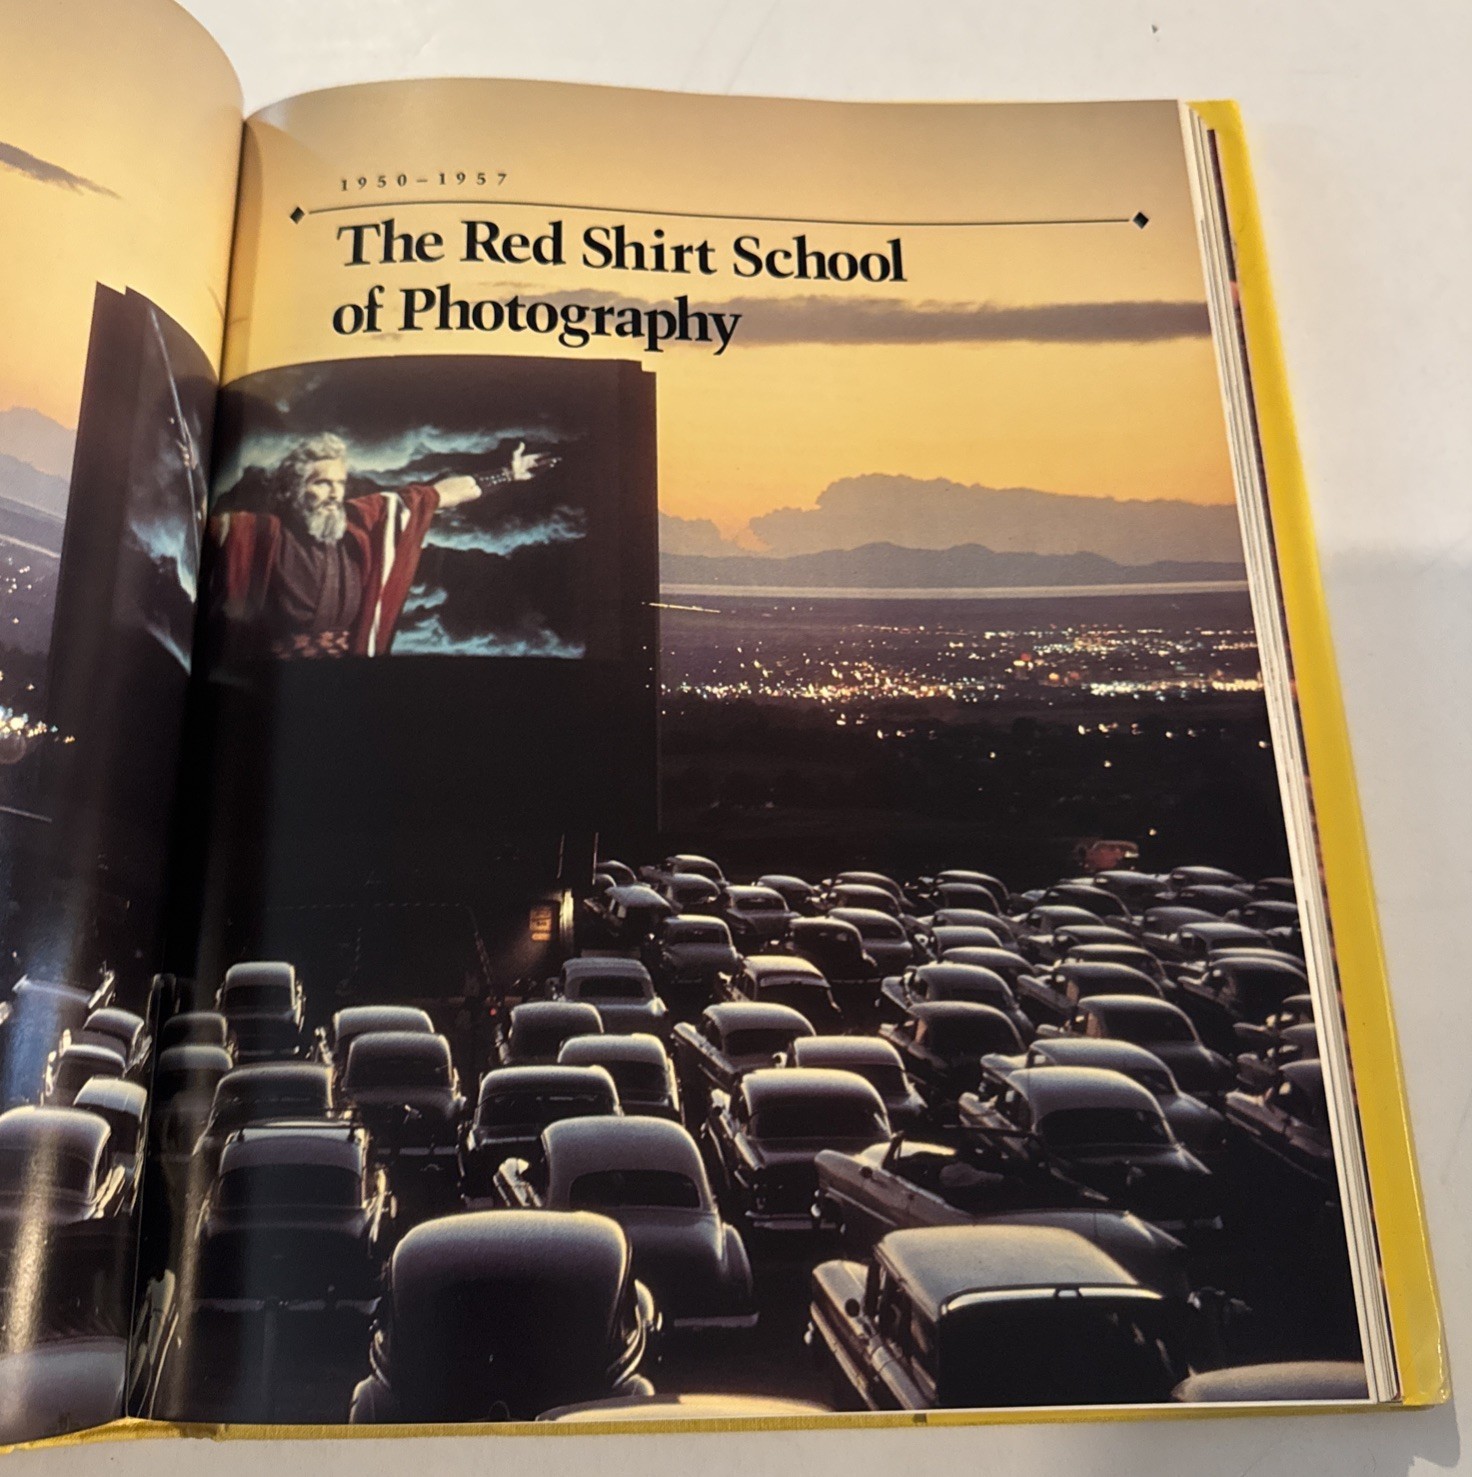 1950–1957
The Red Shirt School
of Photography